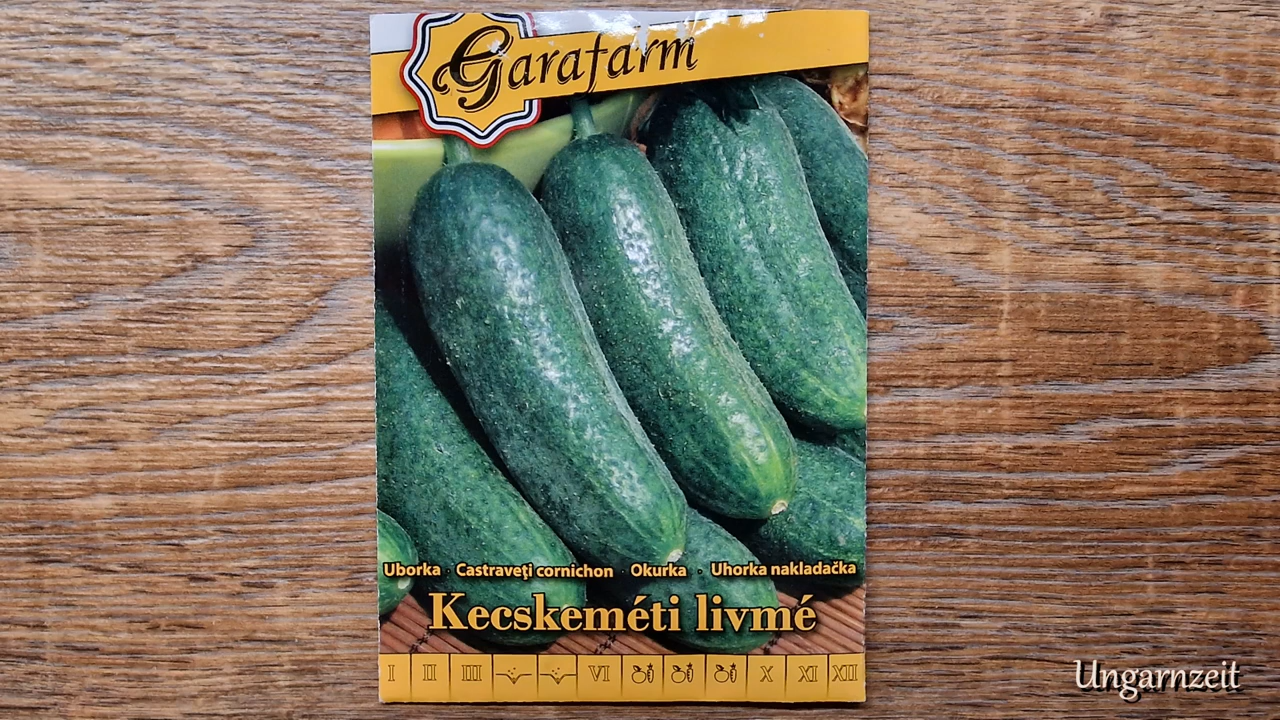 Garafarm
Uborka · Castraveţi cornichon · Okurka · Uhorka nakladačka
Kecskeméti livmé
I II III VI X XI XII
Ungarnzeit